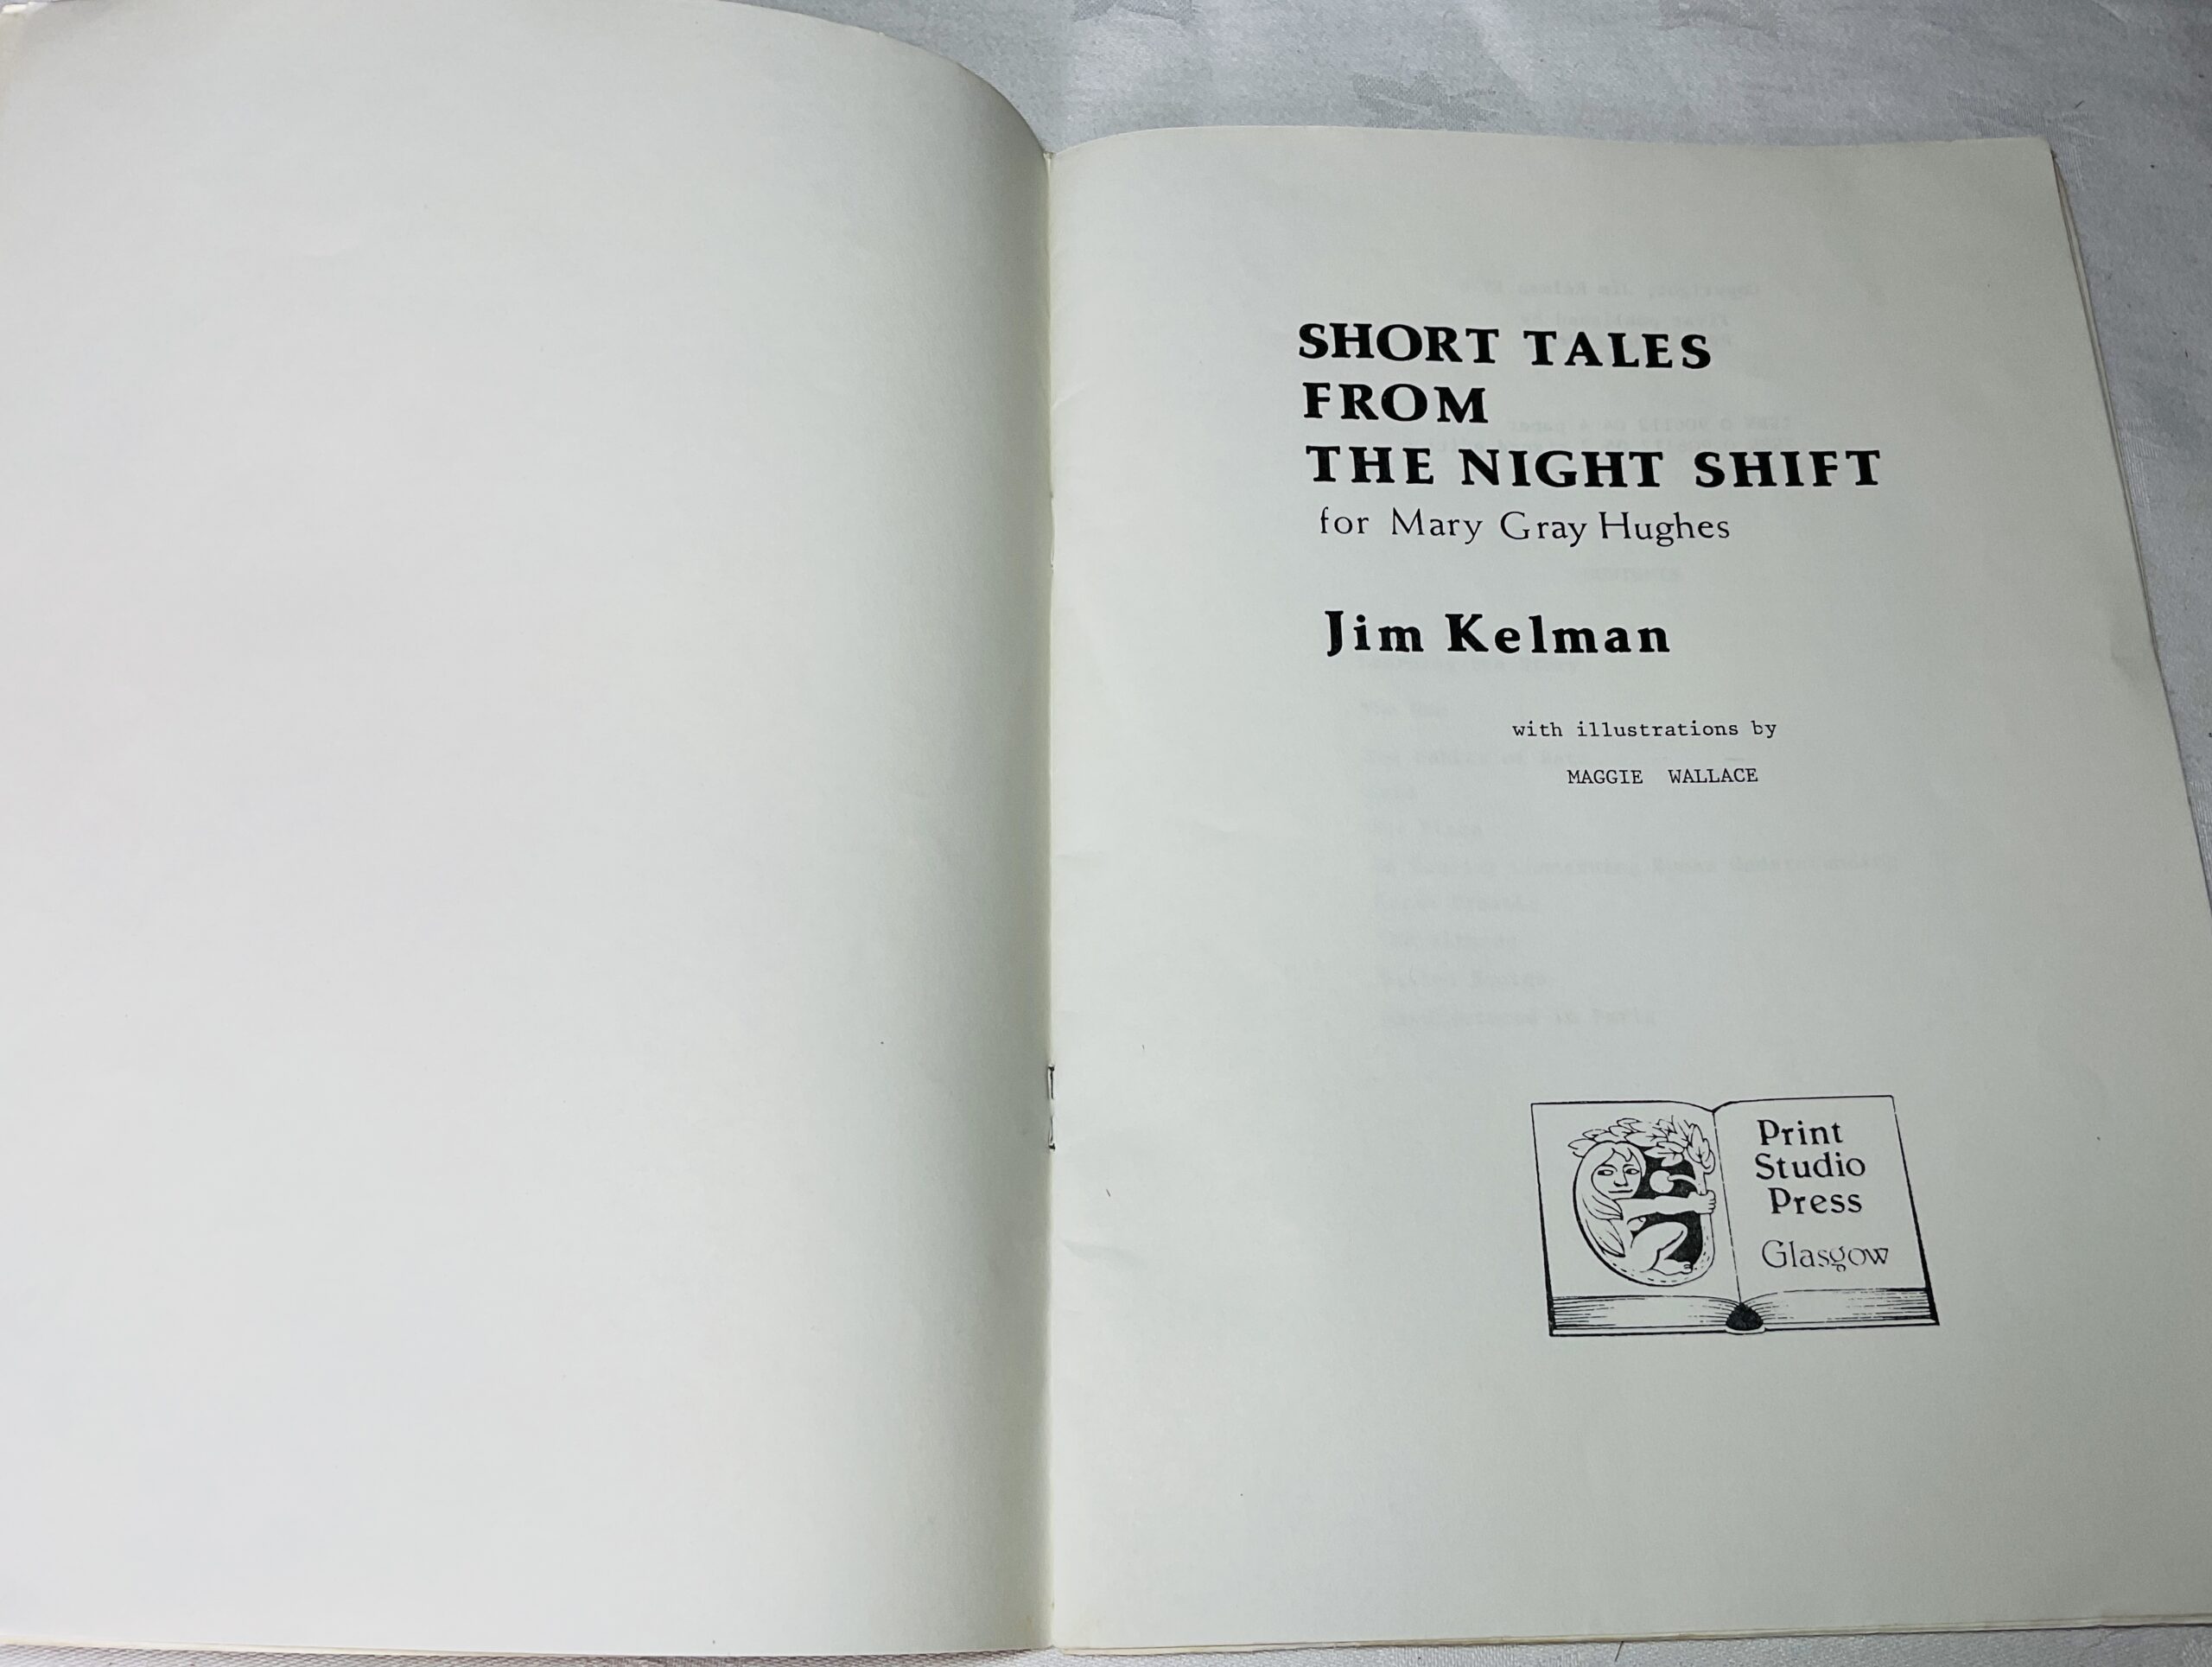 SHORT TALES
FROM
THE NIGHT SHIFT
for Mary Gray Hughes
Jim Kelman
with illustrations by
MAGGIE WALLACE
Print
Studio
Press
Glasgow